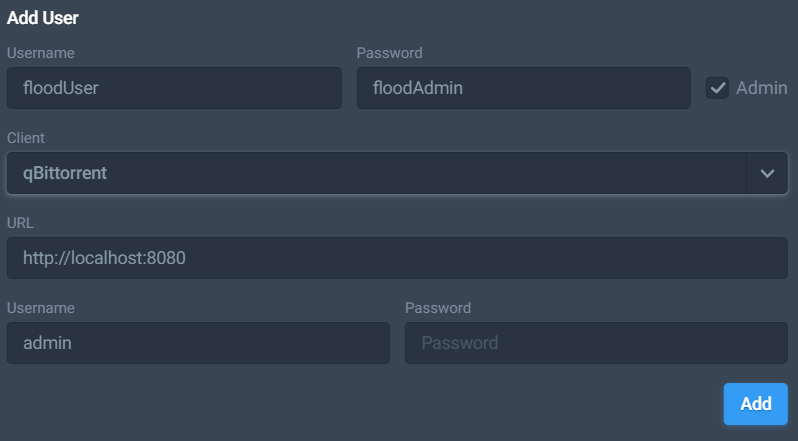 Add User
Username Password
floodUser floodAdmin Admin
Client
qBittorrent
URL
http://localhost:8080
Username Password
admin Password
Add